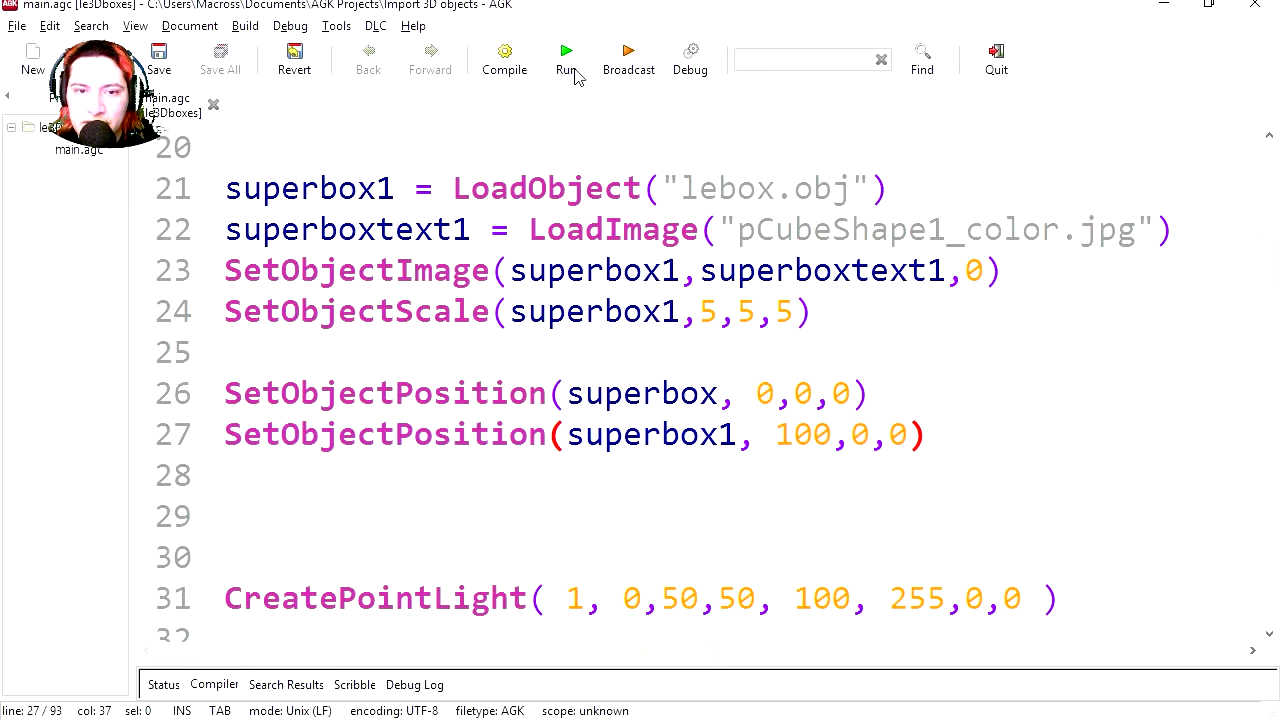 main.agc [le3Dboxes] - C:\Users\Macross\Documents\AGK Projects\Import 3D objects - AGK
File Edit Search View Document Build Debug Tools DLC Help
New Save Save All Revert Back Forward Compile Run Broadcast Debug Find Quit
main.agc
[le3Dboxes]
main.agc
20
21 superbox1 = LoadObject("lebox.obj")
22 superboxtext1 = LoadImage("pCubeShape1_color.jpg")
23 SetObjectImage(superbox1,superboxtext1,0)
24 SetObjectScale(superbox1,5,5,5)
25
26 SetObjectPosition(superbox, 0,0,0)
27 SetObjectPosition(superbox1, 100,0,0)
28
29
30
31 CreatePointLight( 1, 0,50,50, 100, 255,0,0 )
32
Status Compiler Search Results Scribble Debug Log
line: 27 / 93 col: 37 sel: 0 INS TAB mode: Unix (LF) encoding: UTF-8 filetype: AGK scope: unknown